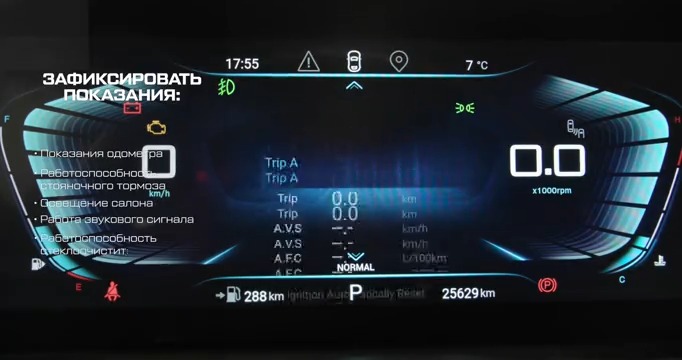 17:55
7 °C
ЗАФИКСИРОВАТЬ
ПОКАЗАНИЯ:
• Показания одометра
• Работоспособность
стояночного тормоза
• Освещение салона
• Работа звукового сигнала
• Работоспособность
стеклоочистит
F
E
0
km/h
Trip A
Trip A
Trip 0.0 km
Trip 0.0 km
A.V.S --.- km/h
A.V.S --.- km/h
A.F.C L/100km
A.F.C
NORMAL
Ignition Automatically Reset
0.0
x1000rpm
H
C
288 km
P
25629 km